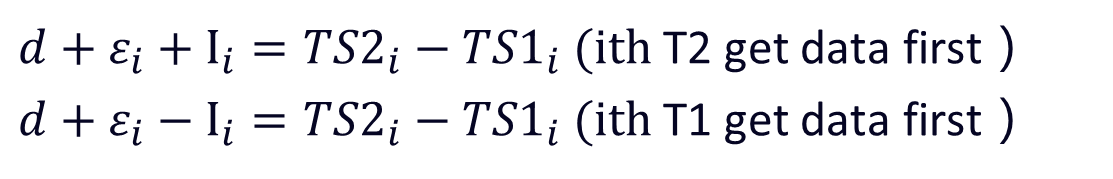 d + εᵢ + Iᵢ = TS2ᵢ − TS1ᵢ (ith T2 get data first )
d + εᵢ − Iᵢ = TS2ᵢ − TS1ᵢ (ith T1 get data first )